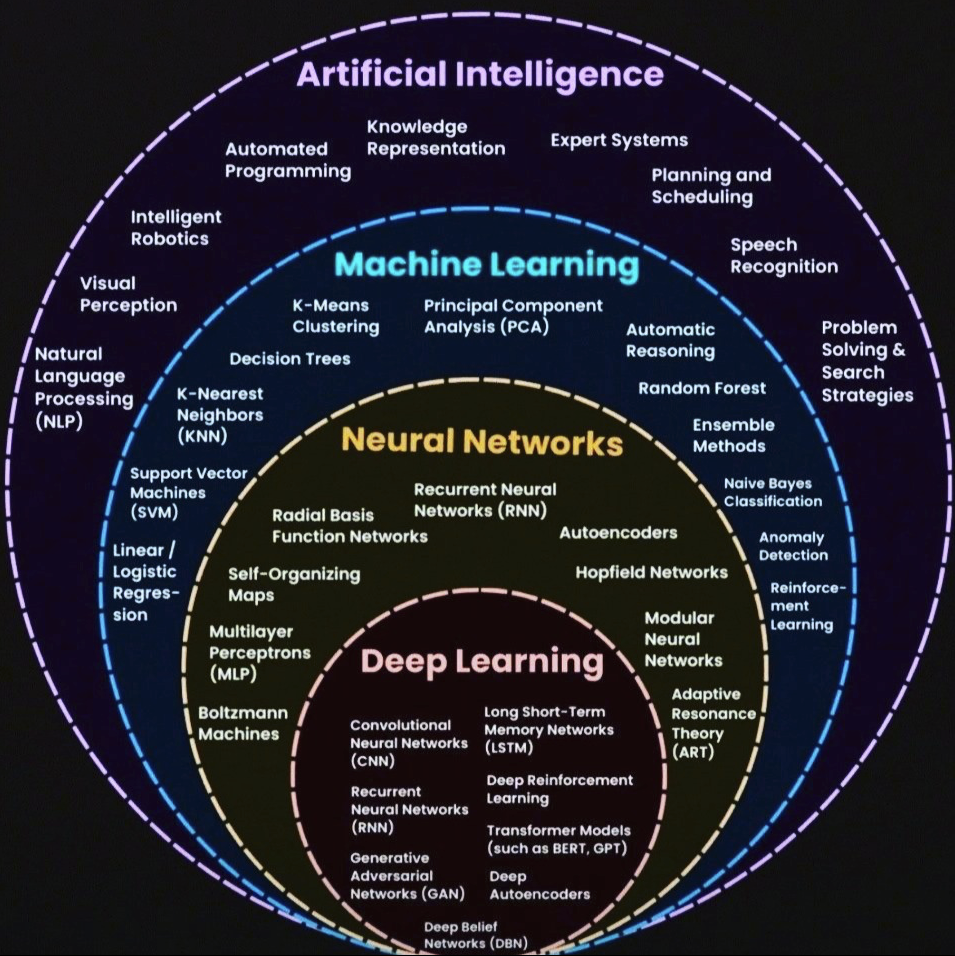 Artificial Intelligence
Knowledge
Representation
Expert Systems
Automated
Programming
Planning and
Scheduling
Intelligent
Robotics
Speech
Recognition
Visual
Perception
Problem
Solving &
Search
Strategies
Natural
Language
Processing
(NLP)
Machine Learning
K-Means
Clustering
Principal Component
Analysis (PCA)
Automatic
Reasoning
Decision Trees
Random Forest
K-Nearest
Neighbors
(KNN)
Ensemble
Methods
Support Vector
Machines
(SVM)
Naive Bayes
Classification
Anomaly
Detection
Linear /
Logistic
Regres-
sion
Reinforce-
ment
Learning
Neural Networks
Recurrent Neural
Networks (RNN)
Radial Basis
Function Networks
Autoencoders
Self-Organizing
Maps
Hopfield Networks
Multilayer
Perceptrons
(MLP)
Modular
Neural
Networks
Boltzmann
Machines
Adaptive
Resonance
Theory
(ART)
Deep Learning
Convolutional
Neural Networks
(CNN)
Long Short-Term
Memory Networks
(LSTM)
Recurrent
Neural Networks
(RNN)
Deep Reinforcement
Learning
Transformer Models
(such as BERT, GPT)
Generative
Adversarial
Networks (GAN)
Deep
Autoencoders
Deep Belief
Networks (DBN)